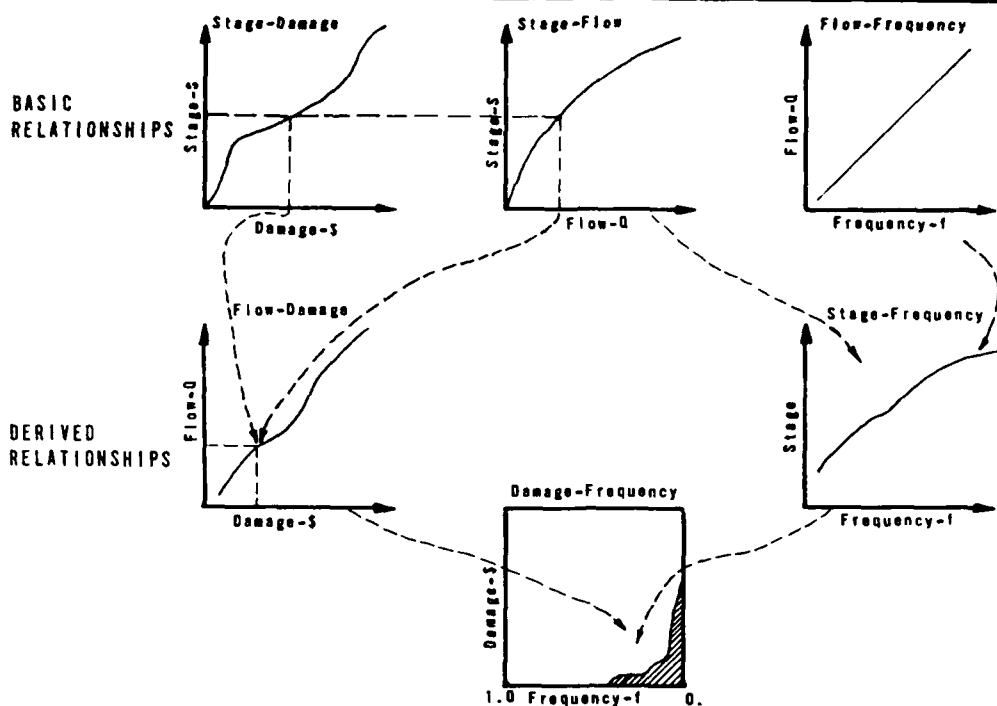 Stage-Damage
Stage-Flow
Flow-Frequency
BASIC
RELATIONSHIPS
Stage-S
Stage-S
Flow-Q
Damage-$
Flow-Q
Frequency-f
Flow-Damage
Stage-Frequency
DERIVED
RELATIONSHIPS
Flow-Q
Stage
Damage-$
Frequency-f
Damage-Frequency
Damage-$
1.0 Frequency-f 0.